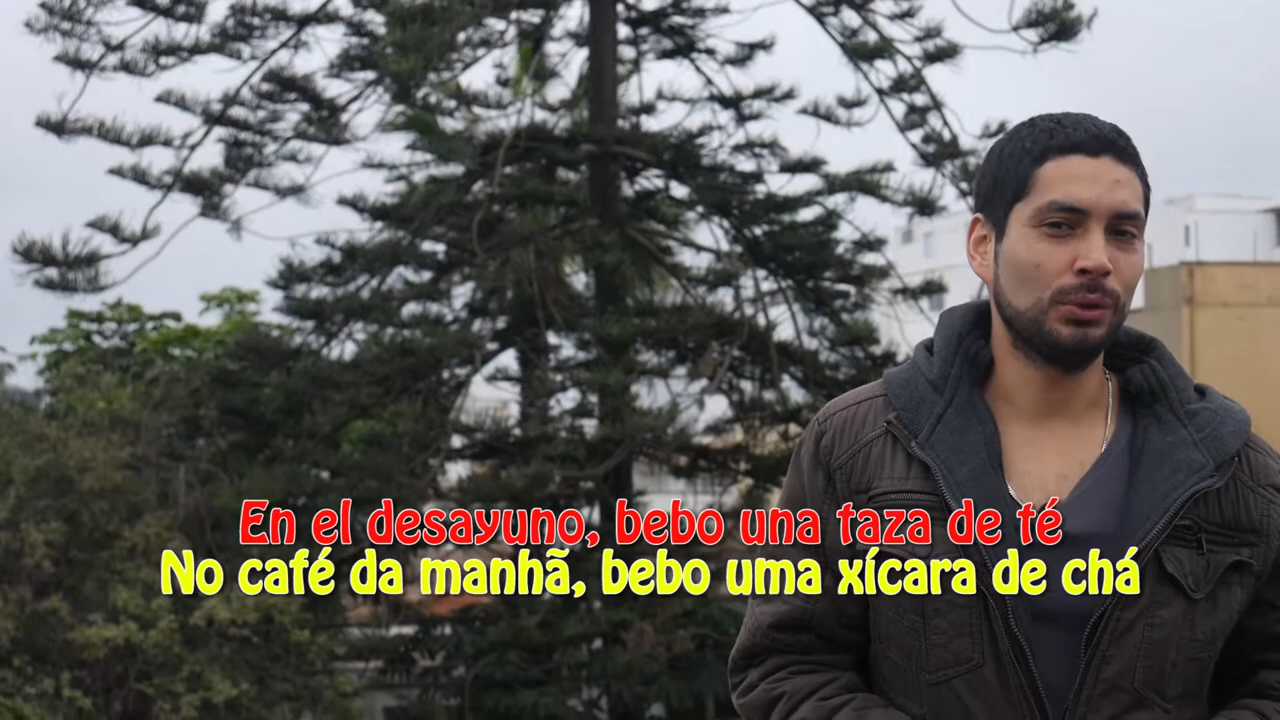 En el desayuno, bebo una taza de té
No café da manhã, bebo uma xícara de chá